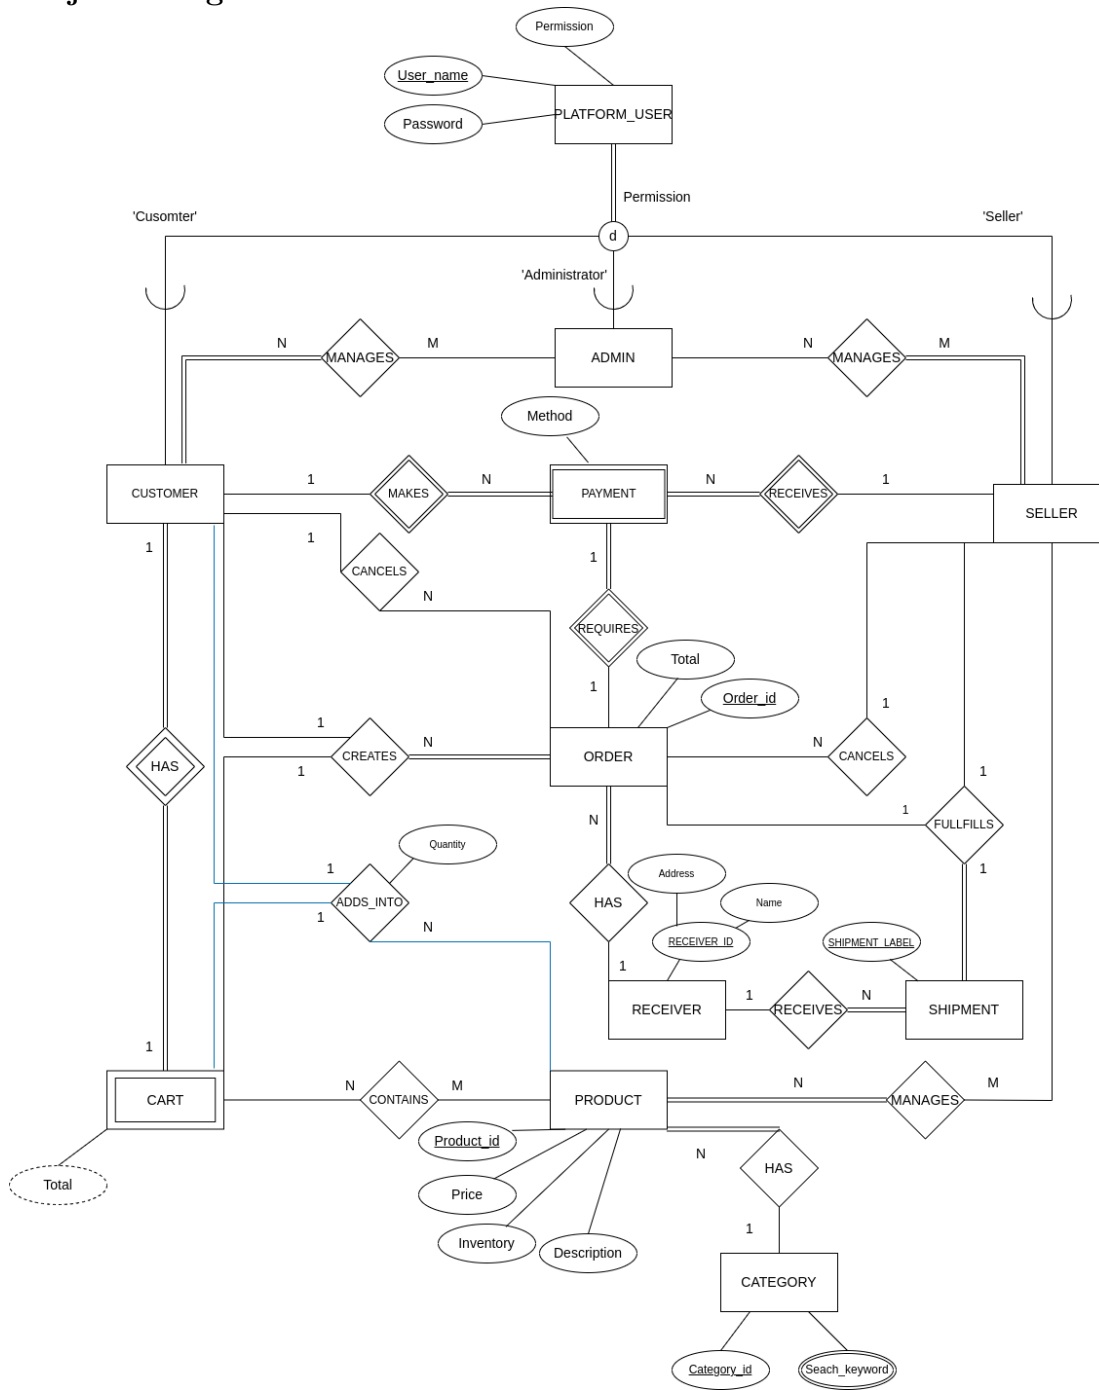 Permission
User_name
PLATFORM_USER
Password
Permission
'Cusomter'
'Seller'
d
'Administrator'
N
MANAGES
M
ADMIN
N
MANAGES
M
Method
CUSTOMER
1
MAKES
N
PAYMENT
N
RECEIVES
1
SELLER
1
1
CANCELS
N
1
REQUIRES
1
Total
Order_id
1
CREATES
N
ORDER
N
CANCELS
1
HAS
1
1
1
FULLFILLS
1
N
Quantity
1
ADDS_INTO
1
N
HAS
Address
Name
RECEIVER_ID
SHIPMENT_LABEL
1
RECEIVER
1
RECEIVES
N
SHIPMENT
1
CART
N
CONTAINS
M
PRODUCT
N
MANAGES
M
Product_id
N
HAS
Total
Price
1
Inventory
Description
CATEGORY
Category_id
Seach_keyword